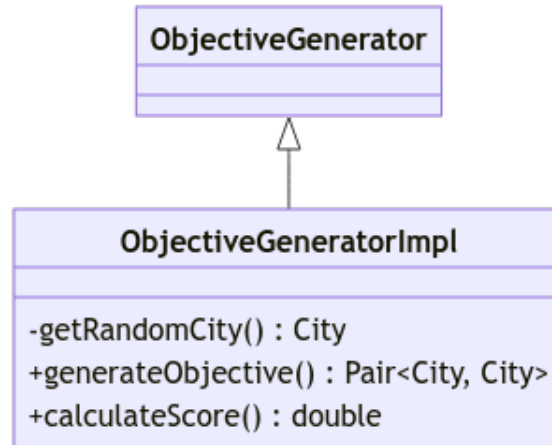 ObjectiveGenerator
ObjectiveGeneratorImpl
-getRandomCity() : City
+generateObjective() : Pair<City, City>
+calculateScore() : double